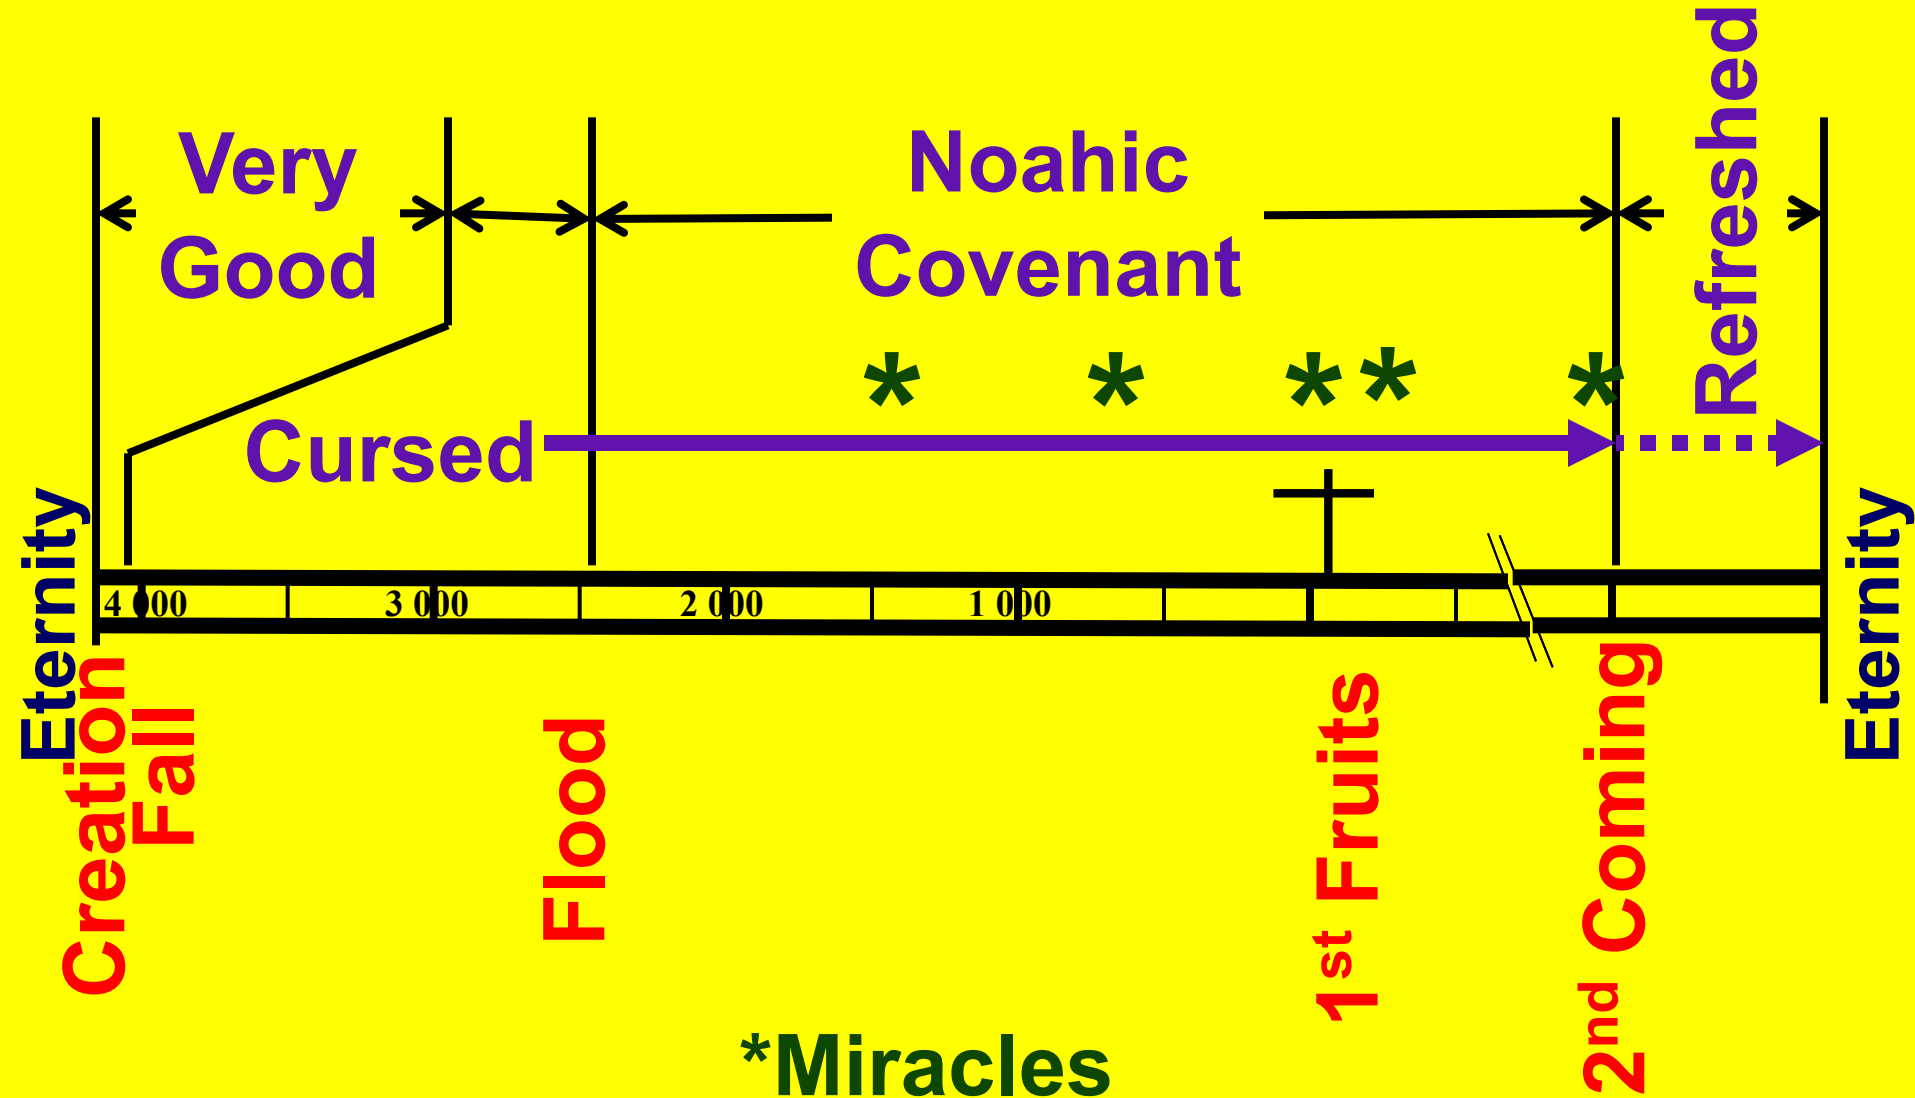 Very
Good
Noahic
Covenant
Refreshed
* * * * *
Cursed
Eternity
Eternity
4 000 3 000 2 000 1 000
Creation
Fall
Flood
1st Fruits
2nd Coming
*Miracles